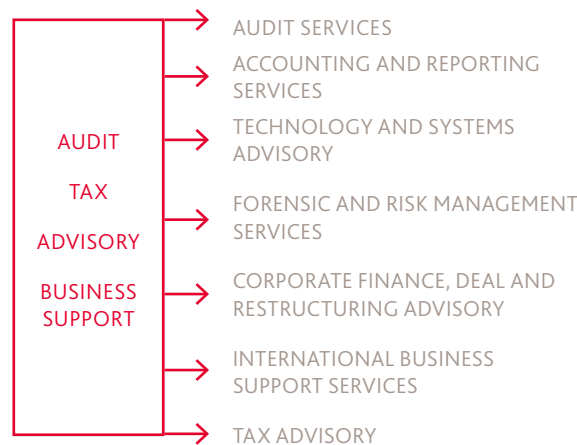 AUDIT
TAX
ADVISORY
BUSINESS
SUPPORT
AUDIT SERVICES
ACCOUNTING AND REPORTING
SERVICES
TECHNOLOGY AND SYSTEMS
ADVISORY
FORENSIC AND RISK MANAGEMENT
SERVICES
CORPORATE FINANCE, DEAL AND
RESTRUCTURING ADVISORY
INTERNATIONAL BUSINESS
SUPPORT SERVICES
TAX ADVISORY